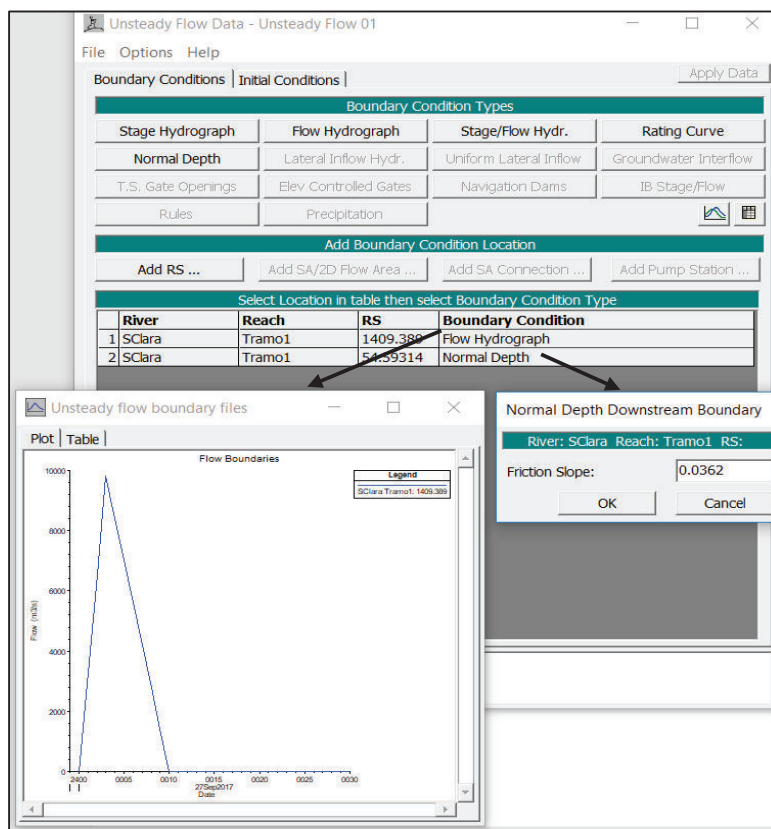 Unsteady Flow Data - Unsteady Flow 01
File Options Help
Boundary Conditions Initial Conditions Apply Data
Boundary Condition Types
Stage Hydrograph Flow Hydrograph Stage/Flow Hydr. Rating Curve
Normal Depth Lateral Inflow Hydr. Uniform Lateral Inflow Groundwater Interflow
T.S. Gate Openings Elev Controlled Gates Navigation Dams IB Stage/Flow
Rules Precipitation
Add Boundary Condition Location
Add RS ... Add SA/2D Flow Area ... Add SA Connection ... Add Pump Station ...
Select Location in table then select Boundary Condition Type
River Reach RS Boundary Condition
1 SClara Tramo1 1409.389 Flow Hydrograph
2 SClara Tramo1 54.59314 Normal Depth
Unsteady flow boundary files
Plot Table
Flow Boundaries
Legend
SClara Tramo1: 1409.389
10000
8000
6000
4000
2000
0
Flow (m3/s)
2400 0005 0010 0015 0020 0025 0030
27Sep2017
Date
Normal Depth Downstream Boundary
River: SClara Reach: Tramo1 RS:
Friction Slope: 0.0362
OK Cancel